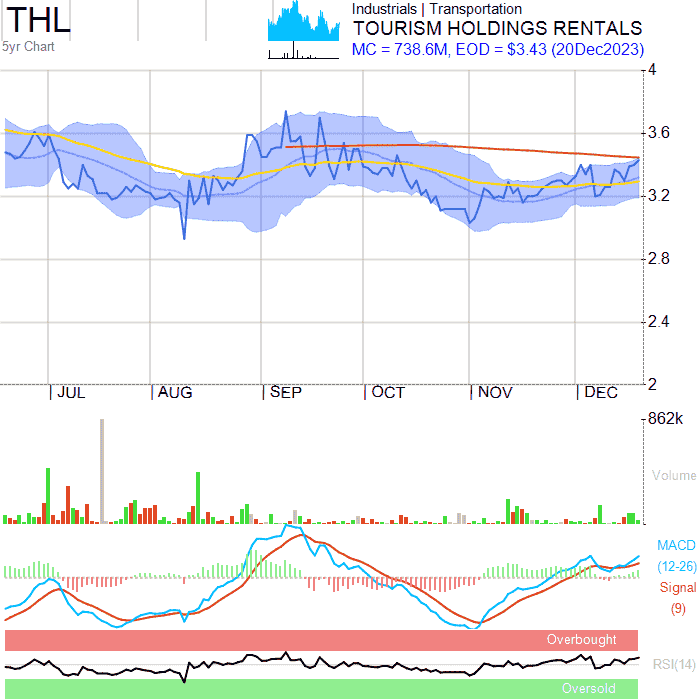 THL
5yr Chart
Industrials | Transportation
TOURISM HOLDINGS RENTALS
MC = 738.6M, EOD = $3.43 (20Dec2023)
4
3.6
3.2
2.8
2.4
2
JUL AUG SEP OCT NOV DEC
862k
Volume
MACD
(12-26)
Signal
(9)
Overbought
RSI(14)
Oversold